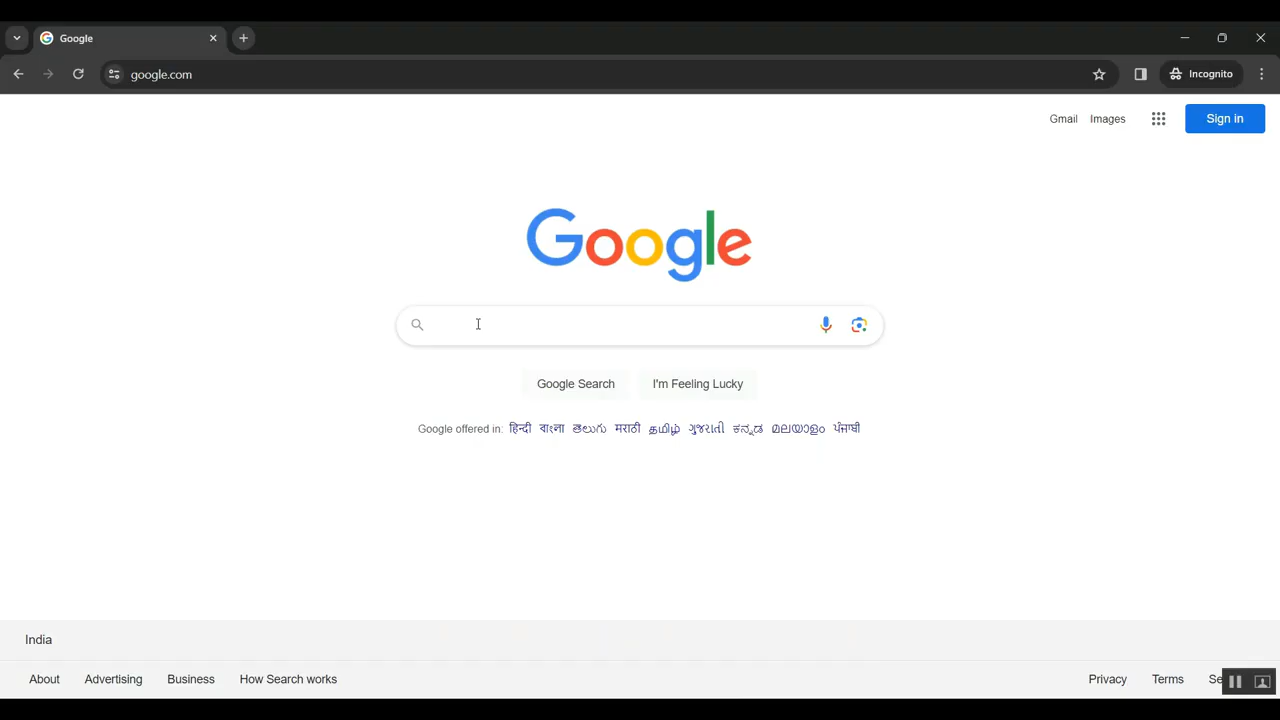 Google
google.com
Incognito
Gmail Images
Sign in
Google
Google Search I'm Feeling Lucky
Google offered in: हिन्दी বাংলা తెలుగు मराठी தமிழ் ગુજરાતી ಕನ್ನಡ മലയാളം ਪੰਜਾਬੀ
India
About Advertising Business How Search works Privacy Terms